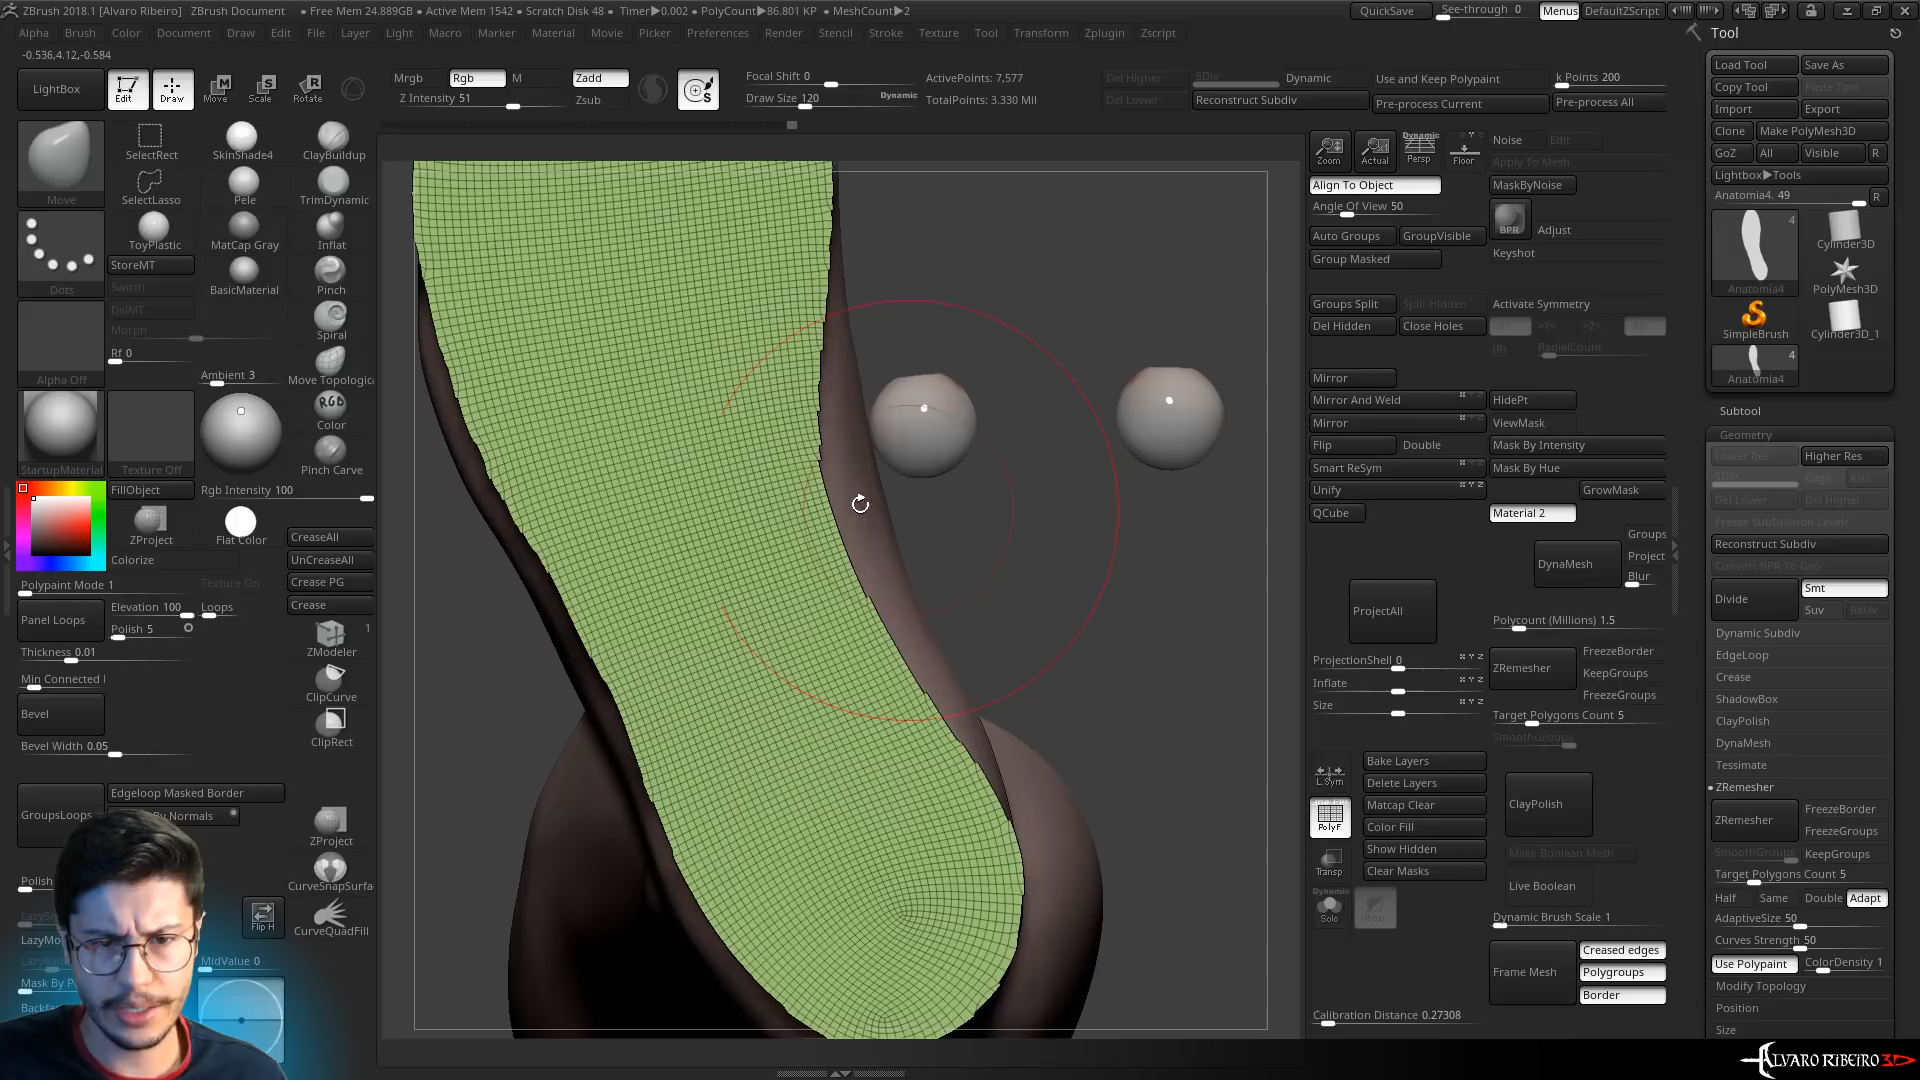 ZBrush 2018.1 [Alvaro Ribeiro] ZBrush Document • Free Mem 24.889GB • Active Mem 1542 • Scratch Disk 48 • Timer▶0.002 • PolyCount▶86.801 KP • MeshCount▶2
QuickSave See-through 0 Menus DefaultZScript
Alpha Brush Color Document Draw Edit File Layer Light Macro Marker Material Movie Picker Preferences Render Stencil Stroke Texture Tool Transform Zplugin Zscript
Tool
-0.536,4.12,-0.584
LightBox
Edit Draw Move Scale Rotate
Mrgb Rgb M
Z Intensity 51
Zadd
Zsub
Focal Shift 0
Draw Size 120 Dynamic
ActivePoints: 7,577
TotalPoints: 3.330 Mil
Del Higher
Del Lower
SDiv Dynamic
Reconstruct Subdiv
Use and Keep Polypaint
Pre-process Current
k Points 200
Pre-process All
Load Tool Save As
Copy Tool Paste Tool
Import Export
Clone Make PolyMesh3D
GoZ All Visible R
Lightbox▶Tools
Anatomia4. 49 R
4
Anatomia4
Cylinder3D
PolyMesh3D
SimpleBrush
Cylinder3D_1
4
Anatomia4
Subtool
Geometry
Lower Res Higher Res
SDiv Cage Rstr
Del Lower Del Higher
Freeze SubDivision Levels
Reconstruct Subdiv
Convert BPR To Geo
Divide
Smt
Suv ReUv
Dynamic Subdiv
EdgeLoop
Crease
ShadowBox
ClayPolish
DynaMesh
Tessimate
ZRemesher
ZRemesher
FreezeBorder
FreezeGroups
SmoothGroups KeepGroups
Target Polygons Count 5
Half Same Double Adapt
AdaptiveSize 50
Curves Strength 50
Use Polypaint ColorDensity 1
Modify Topology
Position
Size
Move
SelectRect
SkinShade4
ClayBuildup
SelectLasso
Pele
TrimDynamic
Dots
ToyPlastic
MatCap Gray
Inflat
StoreMT
Switch
DelMT
BasicMaterial
Pinch
Morph
Spiral
Rf 0
Alpha Off
Ambient 3
Move Topologica
RGB
Color
StartupMaterial
Texture Off
Pinch Carve
FillObject
Rgb Intensity 100
ZProject
Flat Color
CreaseAll
Colorize
UnCreaseAll
Polypaint Mode 1
Texture On
Crease PG
Panel Loops
Elevation 100 Loops
Crease
Polish 5
Thickness 0.01
ZModeler
1
Min Connected
Bevel
ClipCurve
Bevel Width 0.05
ClipRect
GroupsLoops
Edgeloop Masked Border
By Normals
ZProject
Polish
CurveSnapSurfa
Flip H
CurveQuadFill
MidValue 0
Zoom Actual
Dynamic
Persp
Floor
Align To Object
Angle Of View 50
Auto Groups GroupVisible
Group Masked
Groups Split Split Hidden
Del Hidden Close Holes
Mirror
Mirror And Weld
Mirror
Flip Double
Smart ReSym
Unify
QCube
ProjectAll
ProjectionShell 0
Inflate
Size
L.Sym
PolyF
Transp
Dynamic
Solo
Ghost
Bake Layers
Delete Layers
Matcap Clear
Color Fill
Show Hidden
Clear Masks
Noise Edit
Apply To Mesh
MaskByNoise
BPR
Adjust
Keyshot
Activate Symmetry
>X< >Y< >Z< >M<
(R) RadialCount
HidePt
ViewMask
Mask By Intensity
Mask By Hue
GrowMask
Material 2
DynaMesh
Groups
Project
Blur
Polycount (Millions) 1.5
ZRemesher
FreezeBorder
KeepGroups
FreezeGroups
Target Polygons Count 5
SmoothGroups
ClayPolish
Make Boolean Mesh
Live Boolean
Dynamic Brush Scale 1
Frame Mesh
Creased edges
Polygroups
Border
Calibration Distance 0.27308
ALVARO RIBEIRO 3D